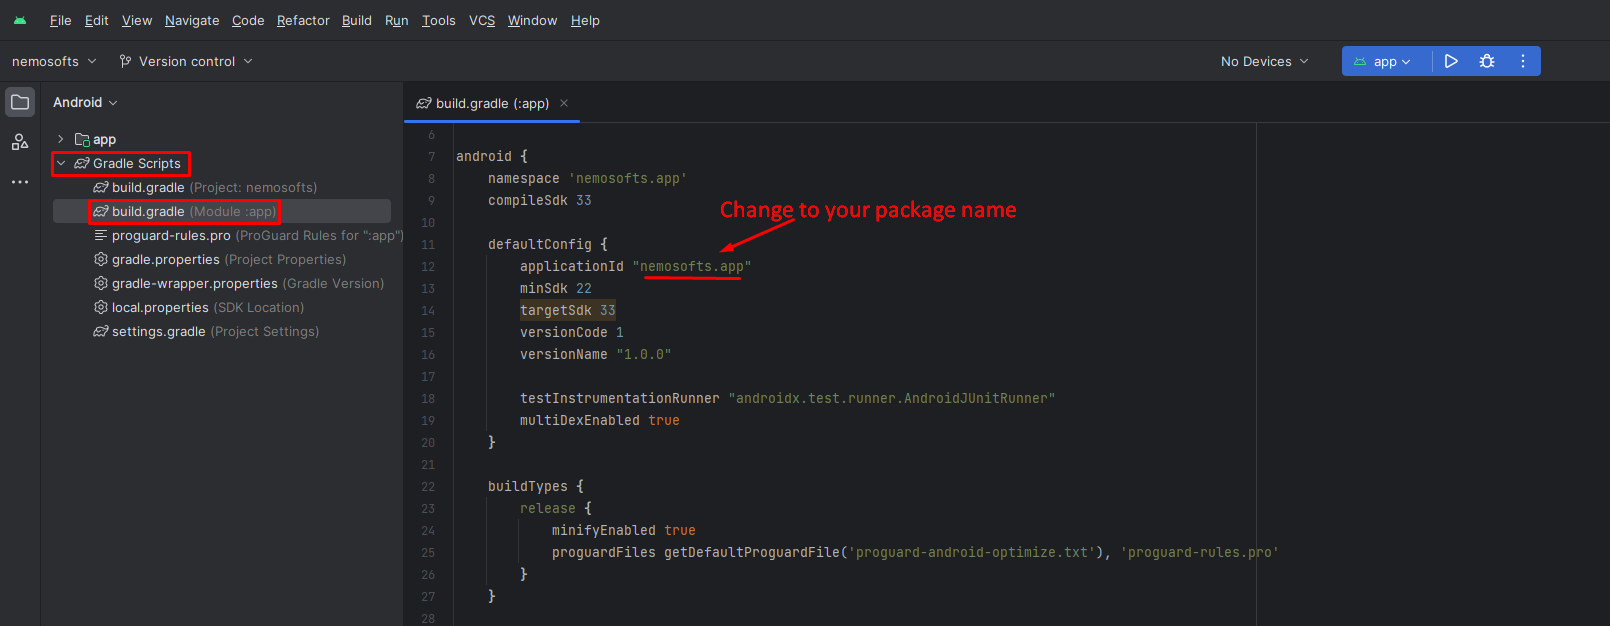 File Edit View Navigate Code Refactor Build Run Tools VCS Window Help
nemosofts Version control No Devices app
Android
build.gradle (:app)
app
Gradle Scripts
build.gradle (Project: nemosofts)
build.gradle (Module :app)
proguard-rules.pro (ProGuard Rules for ":app")
gradle.properties (Project Properties)
gradle-wrapper.properties (Gradle Version)
local.properties (SDK Location)
settings.gradle (Project Settings)
6
7 android {
8 namespace 'nemosofts.app'
9 compileSdk 33
Change to your package name
10
11 defaultConfig {
12 applicationId "nemosofts.app"
13 minSdk 22
14 targetSdk 33
15 versionCode 1
16 versionName "1.0.0"
17
18 testInstrumentationRunner "androidx.test.runner.AndroidJUnitRunner"
19 multiDexEnabled true
20 }
21
22 buildTypes {
23 release {
24 minifyEnabled true
25 proguardFiles getDefaultProguardFile('proguard-android-optimize.txt'), 'proguard-rules.pro'
26 }
27 }
28